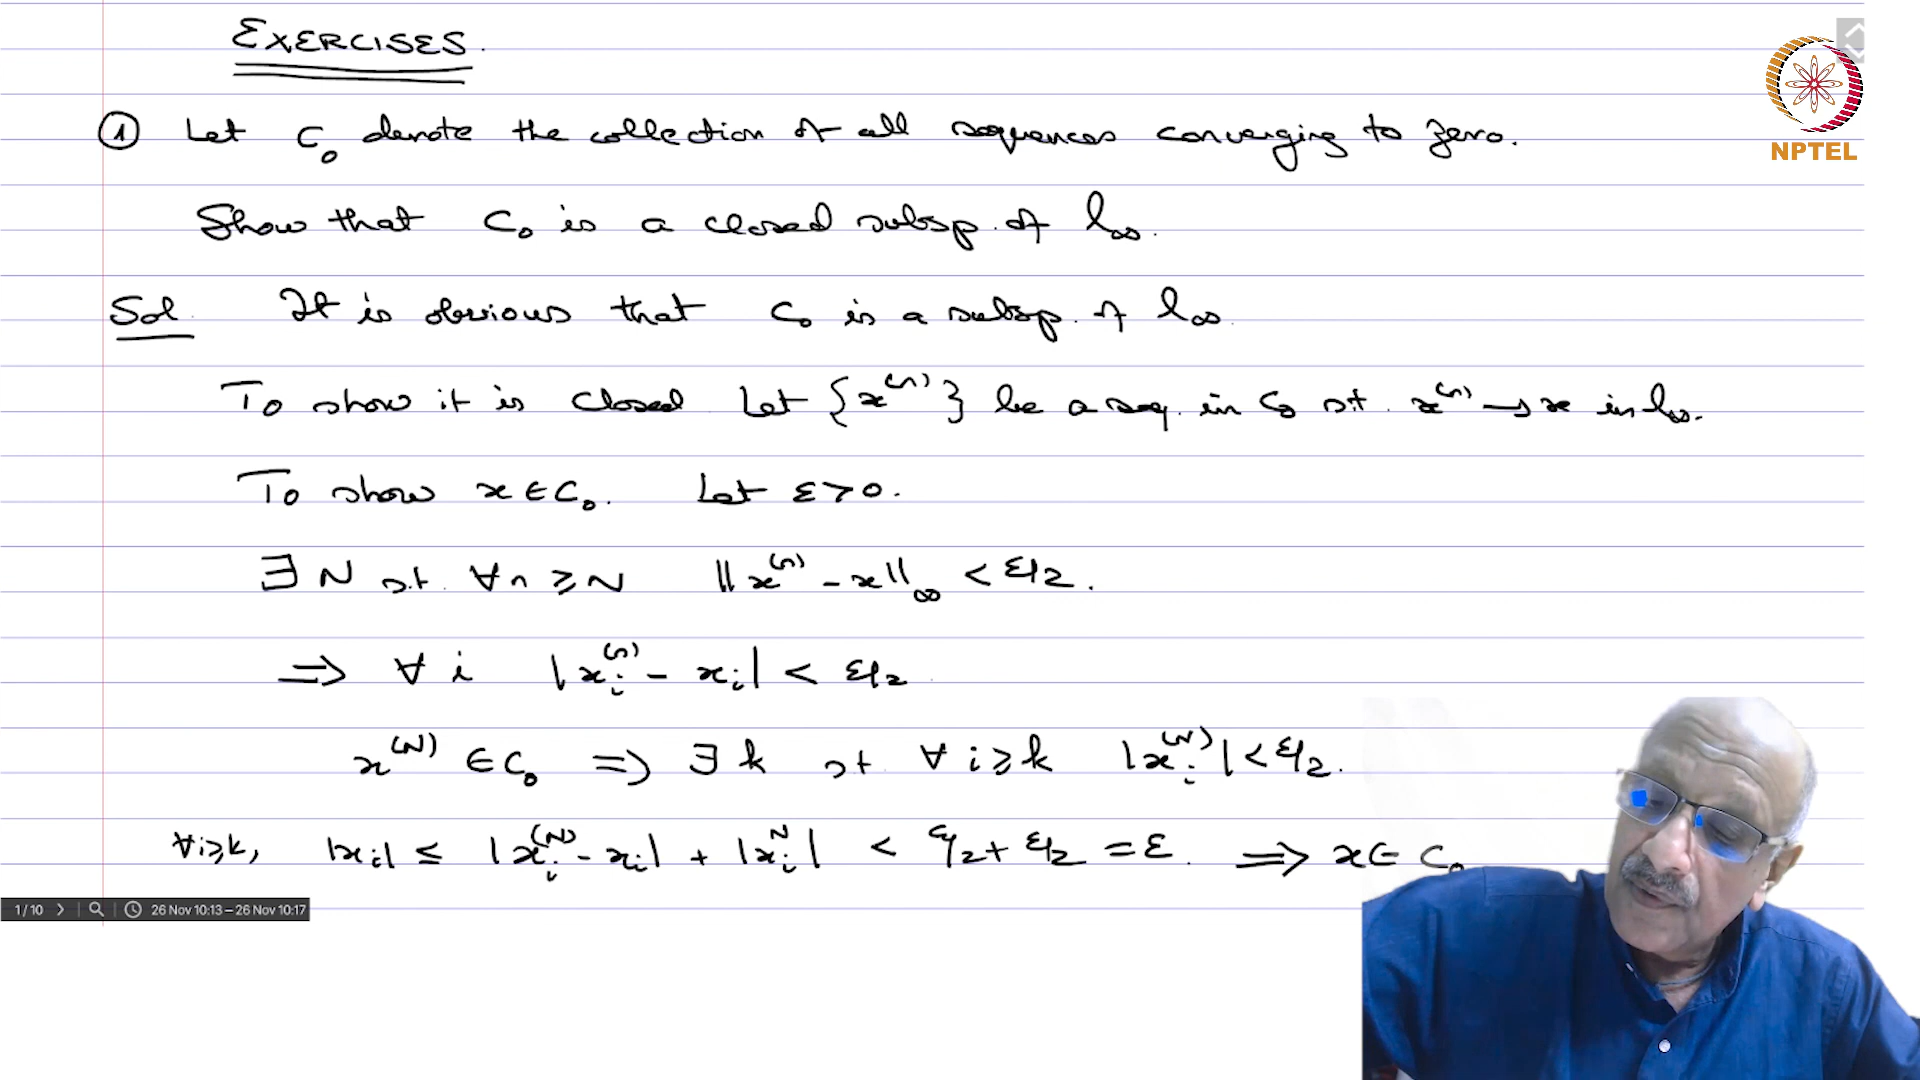 EXERCISES.
① Let C₀ denote the collection of all sequences converging to zero.
Show that C₀ is a closed subsp. of l∞.
Sol. It is obvious that C₀ is a subsp. of l∞.
To show it is closed Let {x⁽ⁿ⁾} be a seq. in C₀ s.t. x⁽ⁿ⁾ → x in l∞.
To show x ∈ C₀. Let ε > 0.
∃ N s.t. ∀ n ≥ N ‖x⁽ⁿ⁾ - x‖∞ < ε/2.
⇒ ∀ i |xᵢ⁽ⁿ⁾ - xᵢ| < ε/2
x⁽ᴺ⁾ ∈ C₀ ⇒ ∃ k s.t. ∀ i ≥ k |xᵢ⁽ᴺ⁾| < ε/2.
∀ i ≥ k, |xᵢ| ≤ |xᵢ⁽ᴺ⁾ - xᵢ| + |xᵢᴺ| < ε/2 + ε/2 = ε. ⇒ x ∈ C₀
NPTEL
1/10 26 Nov 10:13 – 26 Nov 10:17